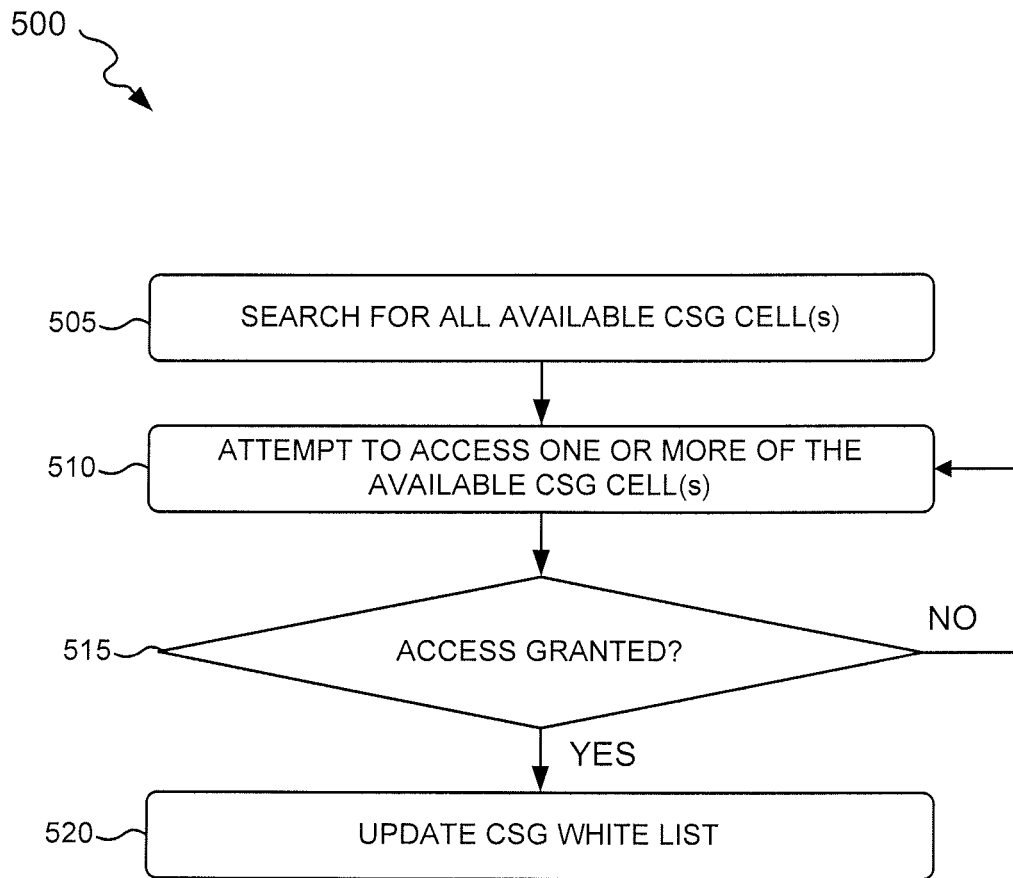 500
505
SEARCH FOR ALL AVAILABLE CSG CELL(s)
510
ATTEMPT TO ACCESS ONE OR MORE OF THE
AVAILABLE CSG CELL(s)
515
ACCESS GRANTED?
NO
YES
520
UPDATE CSG WHITE LIST